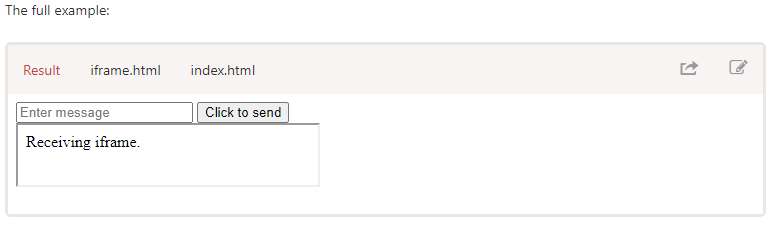 The full example:
Result iframe.html index.html
Enter message Click to send
Receiving iframe.